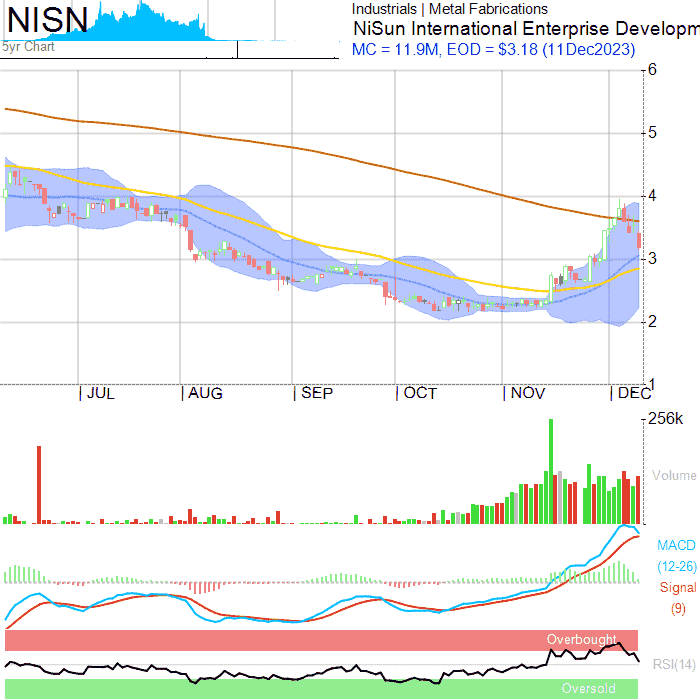 NISN
5yr Chart
Industrials | Metal Fabrications
NiSun International Enterprise Developm
MC = 11.9M, EOD = $3.18 (11Dec2023)
6
5
4
3
2
1
| JUL | AUG | SEP | OCT | NOV | DEC
256k
Volume
MACD
(12-26)
Signal
(9)
Overbought
RSI(14)
Oversold